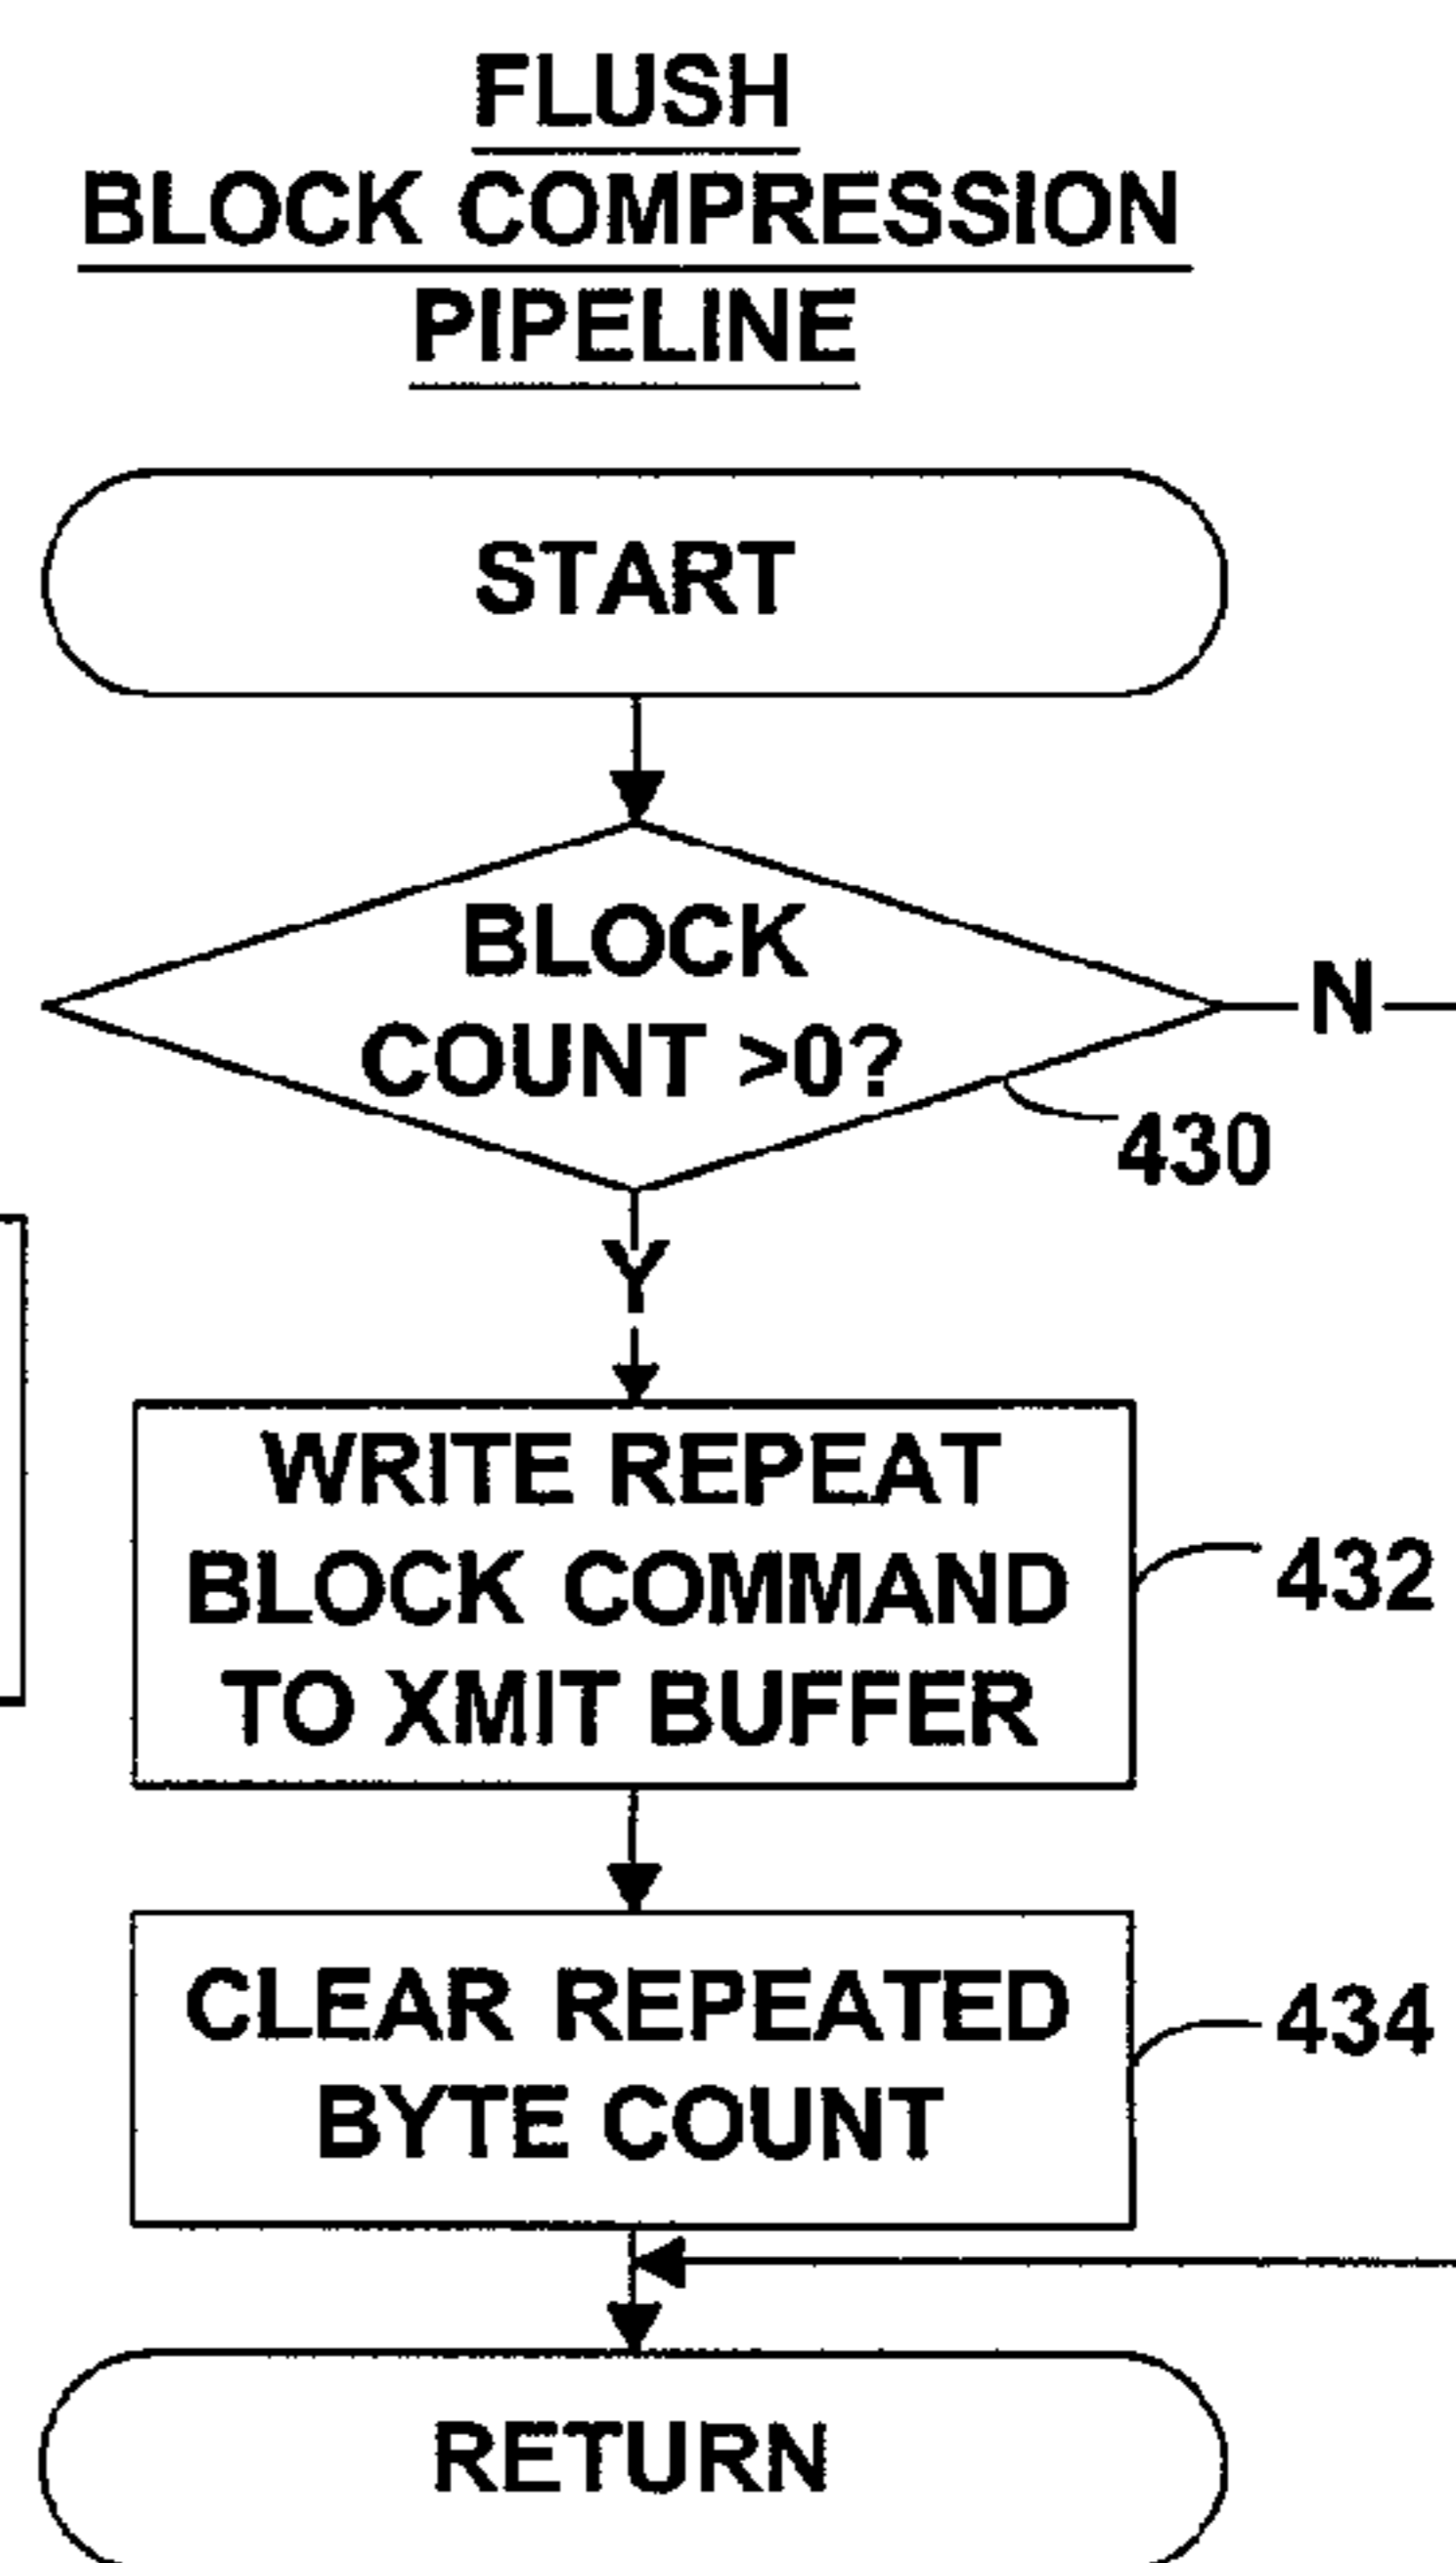 FLUSH
BLOCK COMPRESSION
PIPELINE
START
BLOCK
COUNT >0?
N
430
Y
WRITE REPEAT
BLOCK COMMAND
TO XMIT BUFFER
432
CLEAR REPEATED
BYTE COUNT
434
RETURN